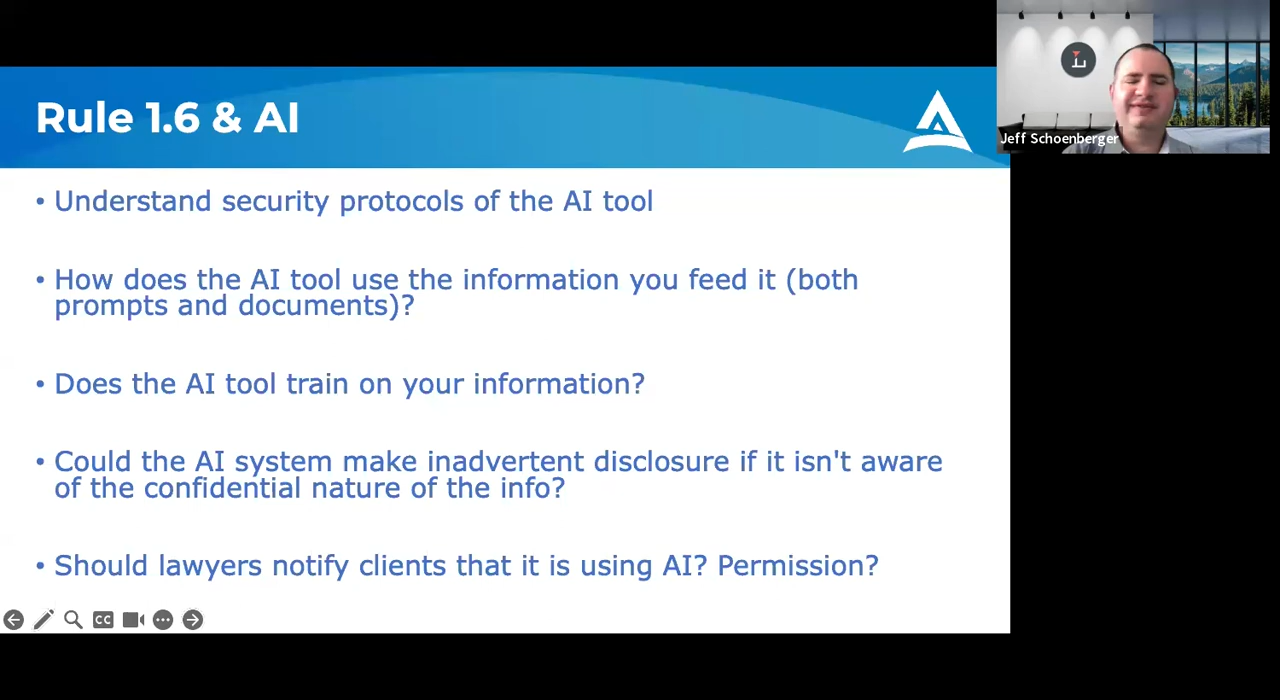 Rule 1.6 & AI
Jeff Schoenberger
• Understand security protocols of the AI tool
• How does the AI tool use the information you feed it (both
prompts and documents)?
• Does the AI tool train on your information?
• Could the AI system make inadvertent disclosure if it isn't aware
of the confidential nature of the info?
• Should lawyers notify clients that it is using AI? Permission?
CC